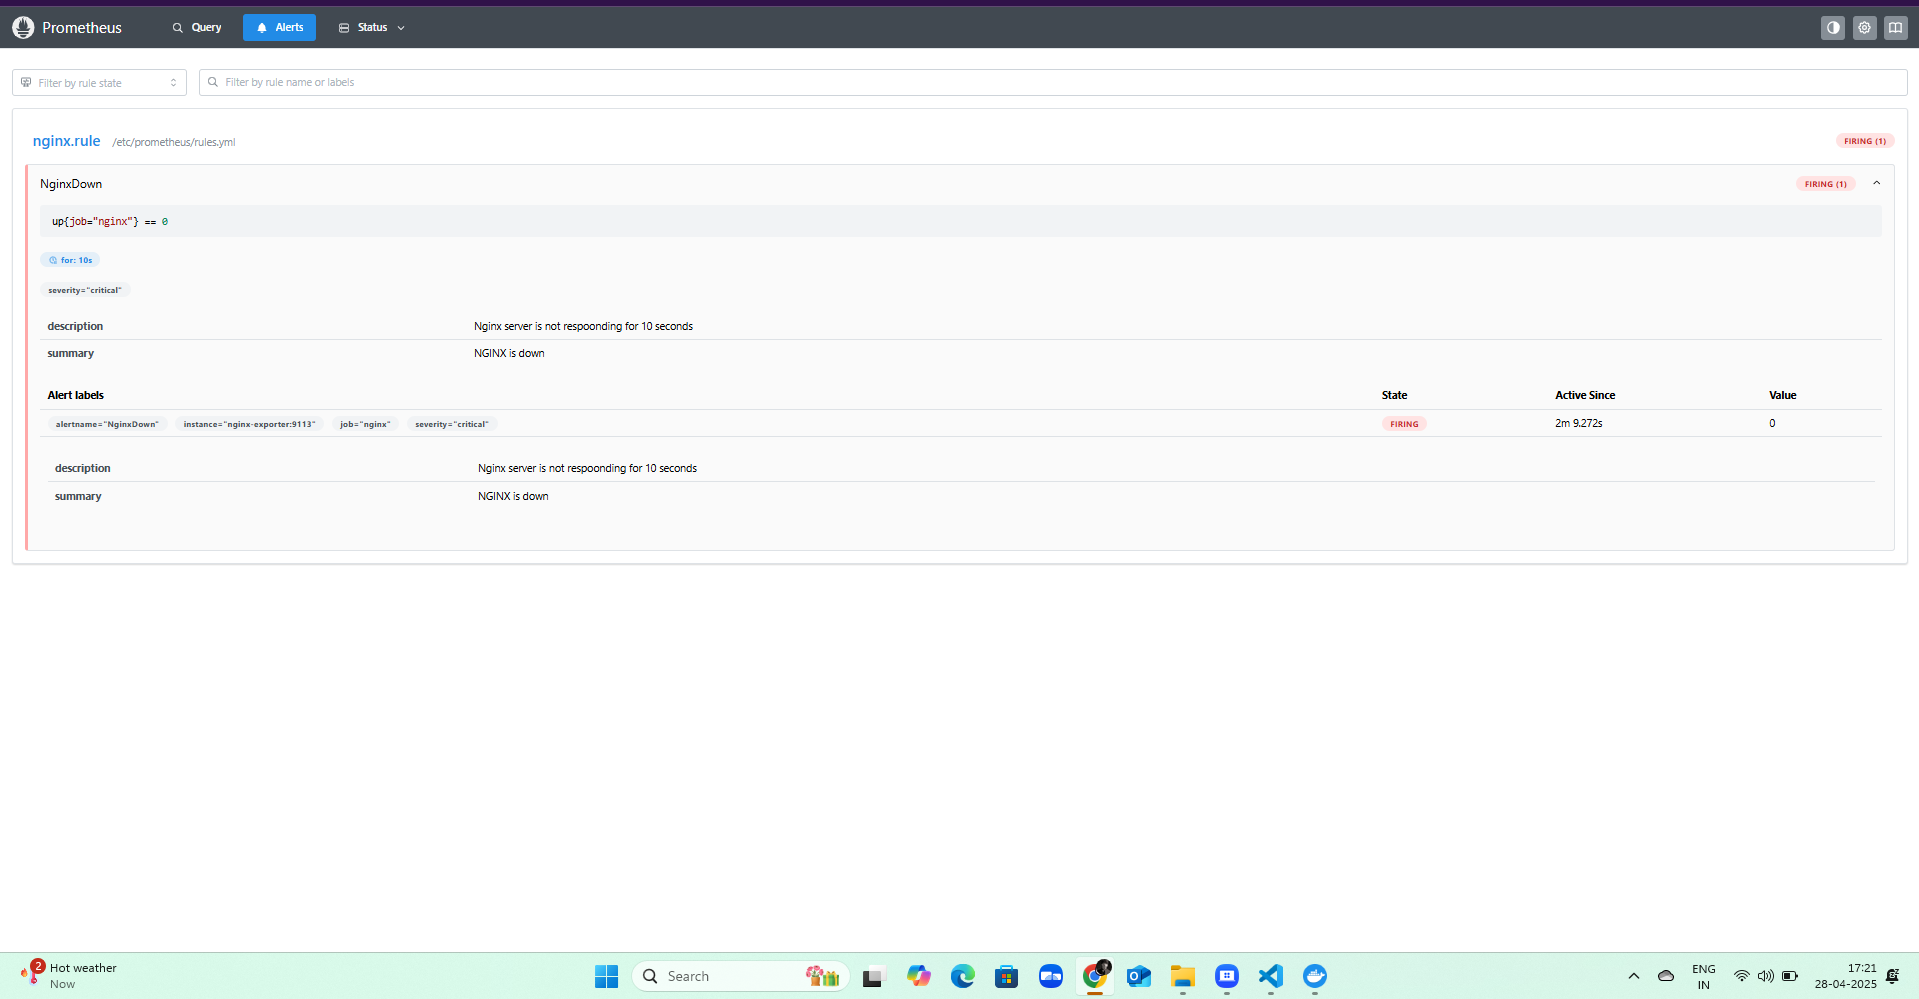 Prometheus
Query
Alerts
Status
Filter by rule state
Filter by rule name or labels
nginx.rule /etc/prometheus/rules.yml
FIRING (1)
NginxDown
FIRING (1)
up{job="nginx"} == 0
for: 10s
severity="critical"
description Nginx server is not respoonding for 10 seconds
summary NGINX is down
Alert labels State Active Since Value
alertname="NginxDown" instance="nginx-exporter:9113" job="nginx" severity="critical" FIRING 2m 9.272s 0
description Nginx server is not respoonding for 10 seconds
summary NGINX is down
2
Hot weather
Now
Search
ENG
IN
17:21
28-04-2025